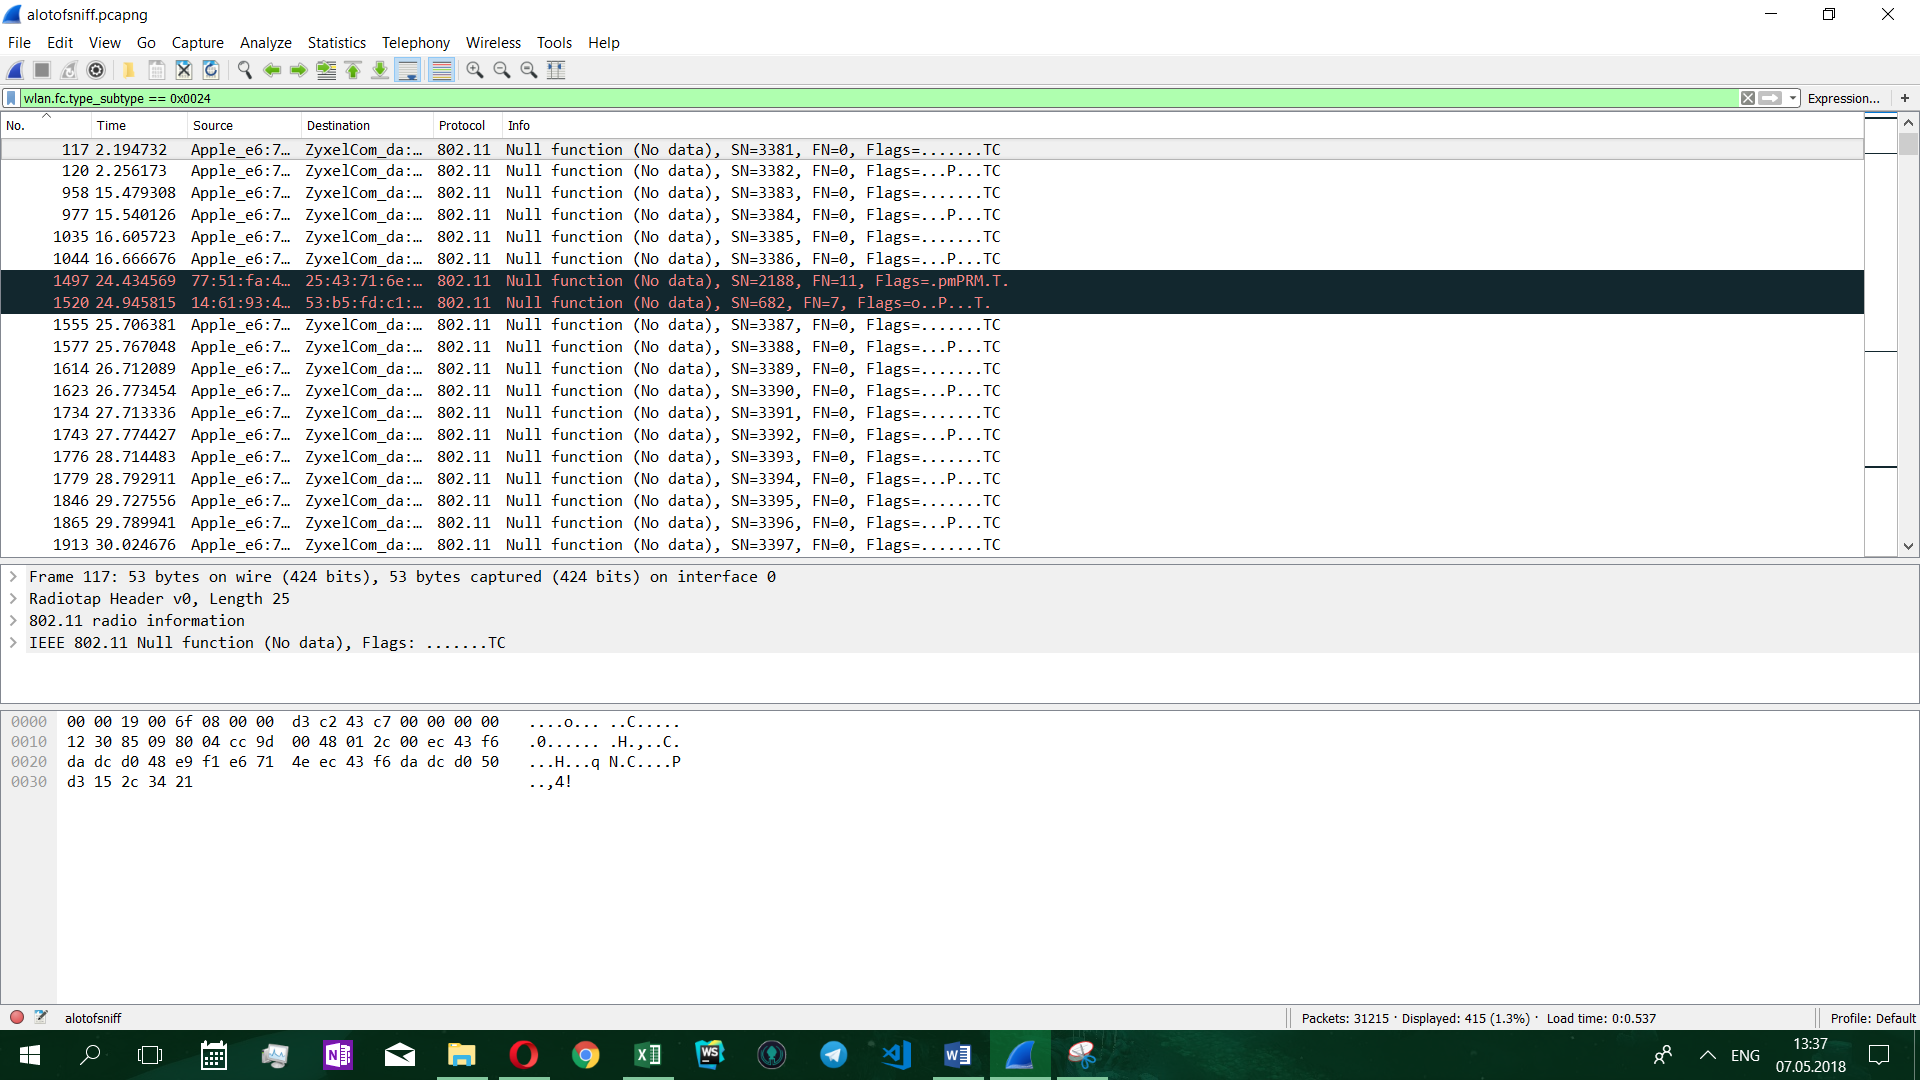 alotofsniff.pcapng
File Edit View Go Capture Analyze Statistics Telephony Wireless Tools Help
wlan.fc.type_subtype == 0x0024 Expression... +
No. Time Source Destination Protocol Info
117 2.194732 Apple_e6:7… ZyxelCom_da:… 802.11 Null function (No data), SN=3381, FN=0, Flags=.......TC
120 2.256173 Apple_e6:7… ZyxelCom_da:… 802.11 Null function (No data), SN=3382, FN=0, Flags=...P...TC
958 15.479308 Apple_e6:7… ZyxelCom_da:… 802.11 Null function (No data), SN=3383, FN=0, Flags=.......TC
977 15.540126 Apple_e6:7… ZyxelCom_da:… 802.11 Null function (No data), SN=3384, FN=0, Flags=...P...TC
1035 16.605723 Apple_e6:7… ZyxelCom_da:… 802.11 Null function (No data), SN=3385, FN=0, Flags=.......TC
1044 16.666676 Apple_e6:7… ZyxelCom_da:… 802.11 Null function (No data), SN=3386, FN=0, Flags=...P...TC
1497 24.434569 77:51:fa:4… 25:43:71:6e:… 802.11 Null function (No data), SN=2188, FN=11, Flags=.pmPRM.T.
1520 24.945815 14:61:93:4… 53:b5:fd:c1:… 802.11 Null function (No data), SN=682, FN=7, Flags=o..P...T.
1555 25.706381 Apple_e6:7… ZyxelCom_da:… 802.11 Null function (No data), SN=3387, FN=0, Flags=.......TC
1577 25.767048 Apple_e6:7… ZyxelCom_da:… 802.11 Null function (No data), SN=3388, FN=0, Flags=...P...TC
1614 26.712089 Apple_e6:7… ZyxelCom_da:… 802.11 Null function (No data), SN=3389, FN=0, Flags=.......TC
1623 26.773454 Apple_e6:7… ZyxelCom_da:… 802.11 Null function (No data), SN=3390, FN=0, Flags=...P...TC
1734 27.713336 Apple_e6:7… ZyxelCom_da:… 802.11 Null function (No data), SN=3391, FN=0, Flags=.......TC
1743 27.774427 Apple_e6:7… ZyxelCom_da:… 802.11 Null function (No data), SN=3392, FN=0, Flags=...P...TC
1776 28.714483 Apple_e6:7… ZyxelCom_da:… 802.11 Null function (No data), SN=3393, FN=0, Flags=.......TC
1779 28.792911 Apple_e6:7… ZyxelCom_da:… 802.11 Null function (No data), SN=3394, FN=0, Flags=...P...TC
1846 29.727556 Apple_e6:7… ZyxelCom_da:… 802.11 Null function (No data), SN=3395, FN=0, Flags=.......TC
1865 29.789941 Apple_e6:7… ZyxelCom_da:… 802.11 Null function (No data), SN=3396, FN=0, Flags=...P...TC
1913 30.024676 Apple_e6:7… ZyxelCom_da:… 802.11 Null function (No data), SN=3397, FN=0, Flags=.......TC
Frame 117: 53 bytes on wire (424 bits), 53 bytes captured (424 bits) on interface 0
Radiotap Header v0, Length 25
802.11 radio information
IEEE 802.11 Null function (No data), Flags: .......TC
0000 00 00 19 00 6f 08 00 00 d3 c2 43 c7 00 00 00 00 ....o... ..C.....
0010 12 30 85 09 80 04 cc 9d 00 48 01 2c 00 ec 43 f6 .0...... .H.,..C.
0020 da dc d0 48 e9 f1 e6 71 4e ec 43 f6 da dc d0 50 ...H...q N.C....P
0030 d3 15 2c 34 21 ..,4!
alotofsniff Packets: 31215 · Displayed: 415 (1.3%) · Load time: 0:0.537 Profile: Default
ENG 13:37
07.05.2018